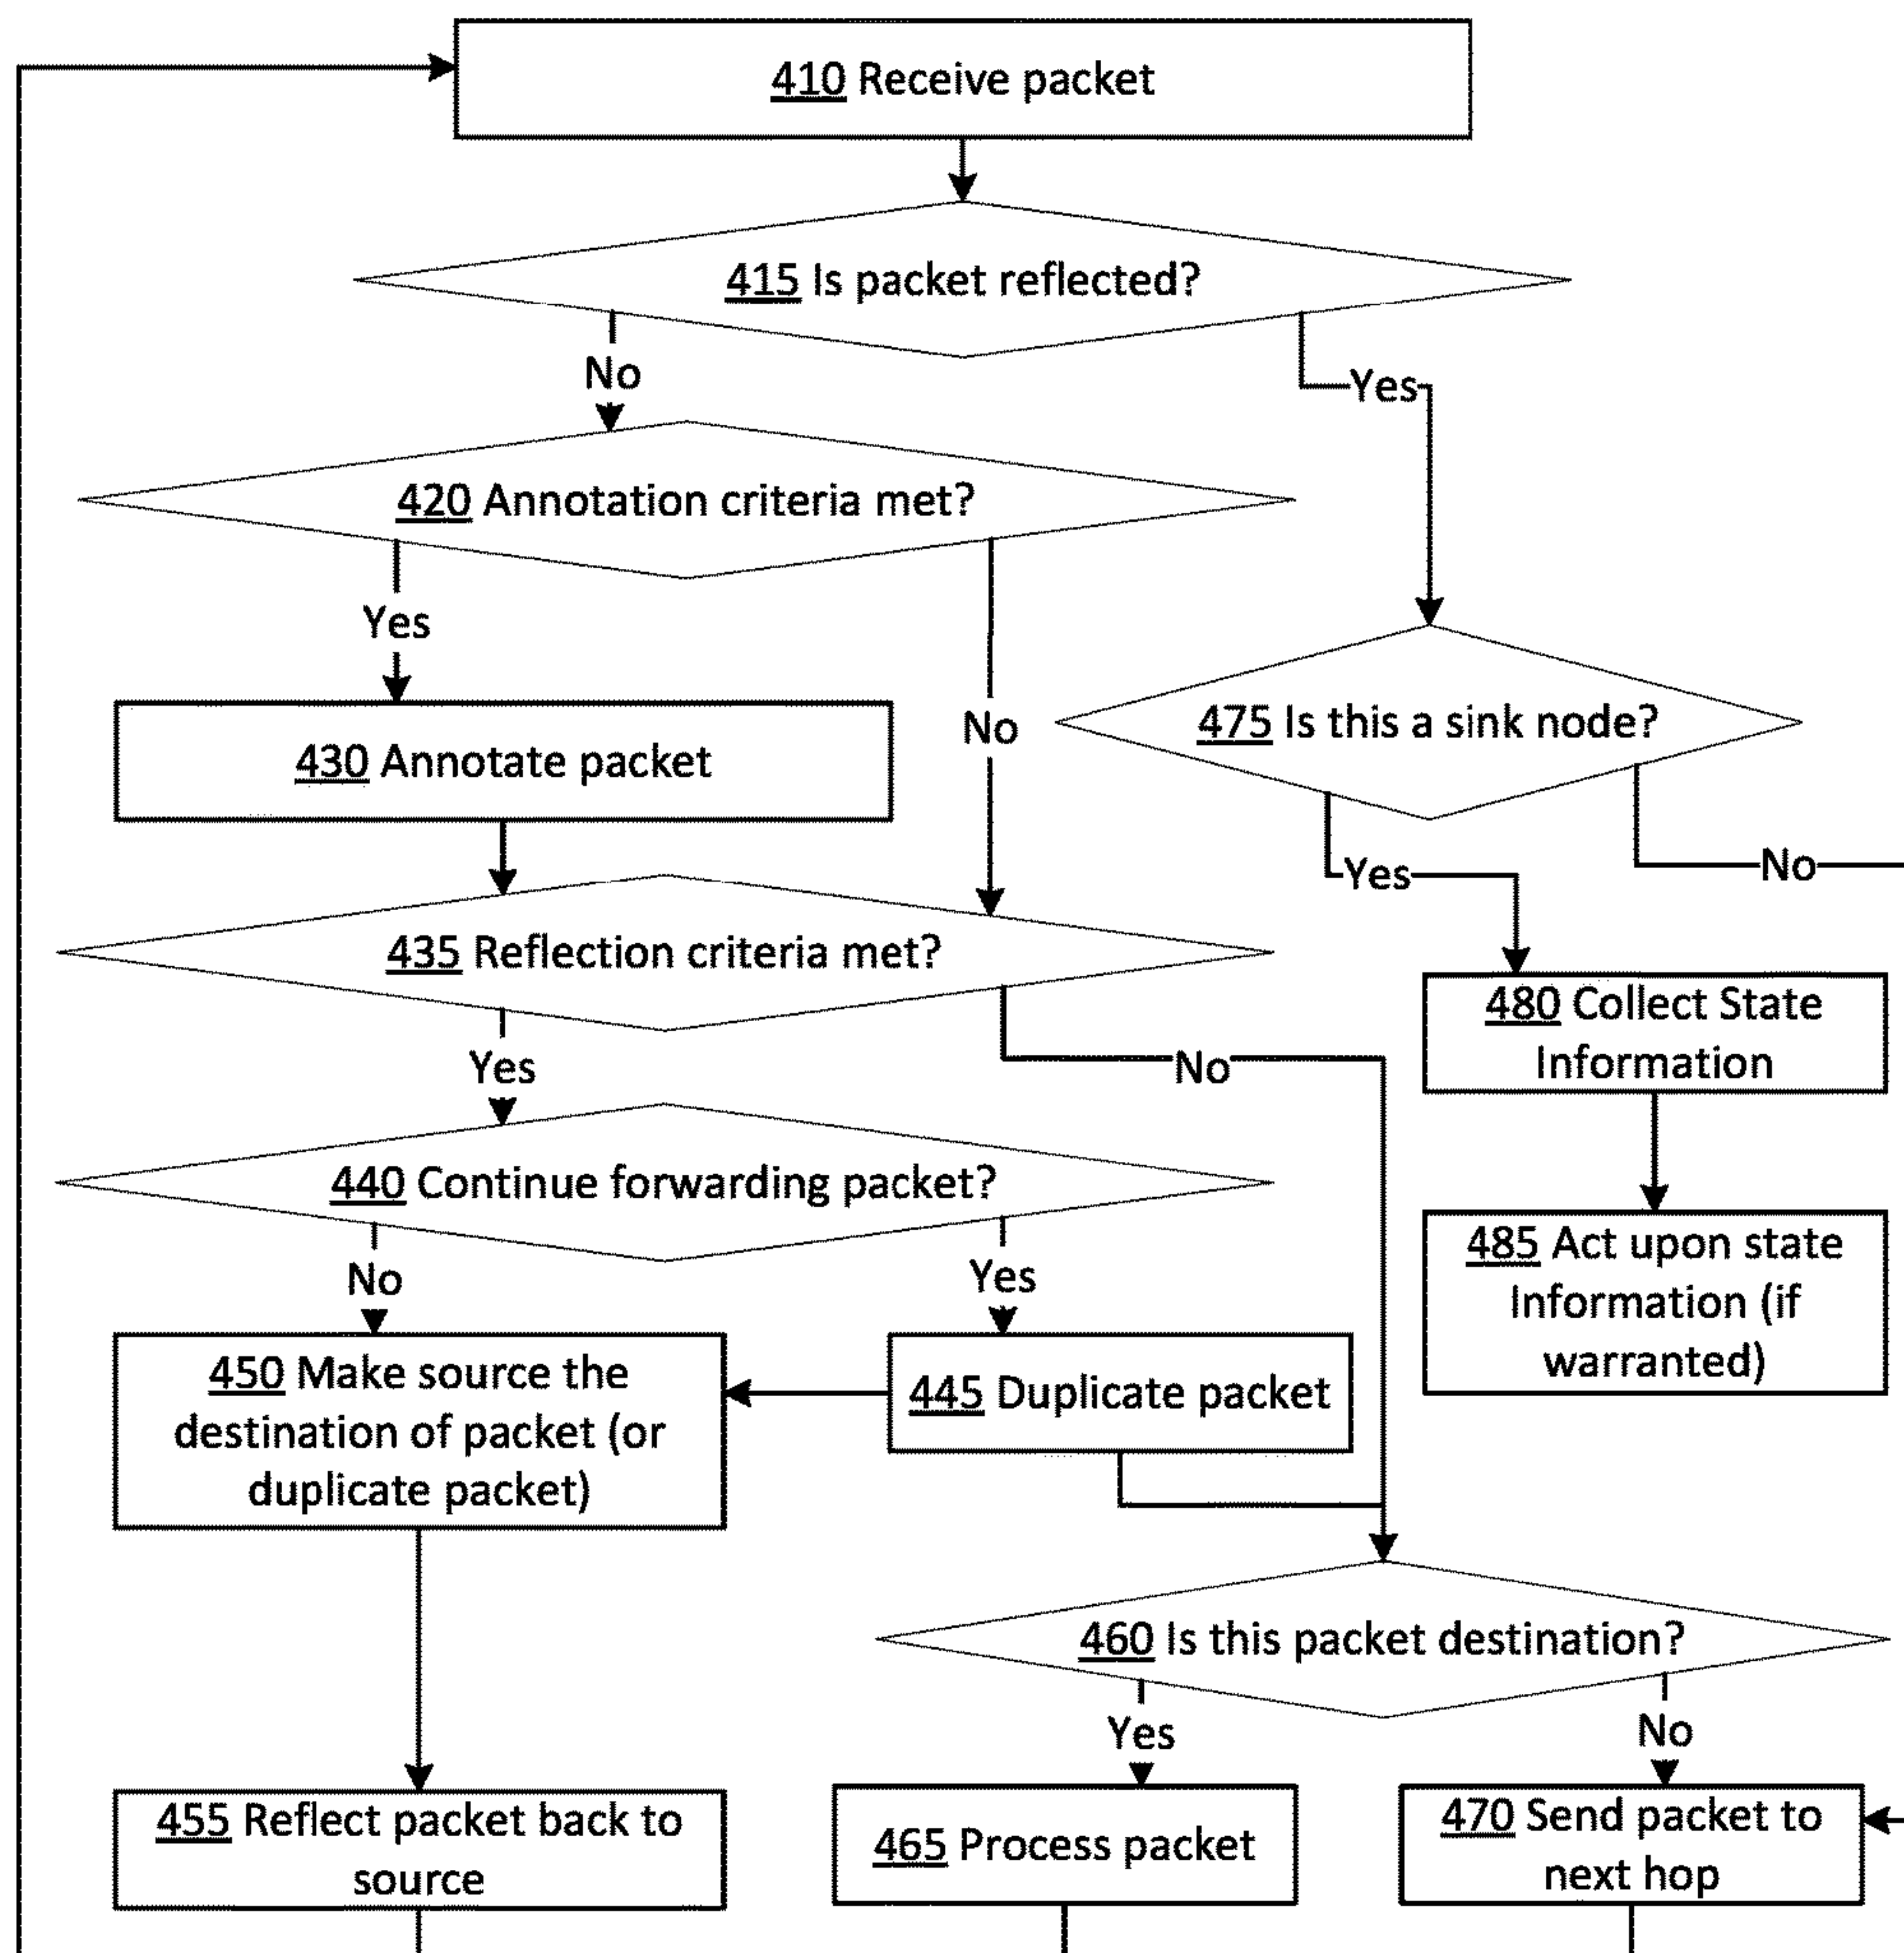 410 Receive packet
415 Is packet reflected?
No
Yes
420 Annotation criteria met?
Yes
No
475 Is this a sink node?
430 Annotate packet
Yes
No
435 Reflection criteria met?
480 Collect State
Information
Yes
No
440 Continue forwarding packet?
485 Act upon state
Information (if
warranted)
No
Yes
450 Make source the
destination of packet (or
duplicate packet)
445 Duplicate packet
460 Is this packet destination?
Yes
No
455 Reflect packet back to
source
465 Process packet
470 Send packet to
next hop